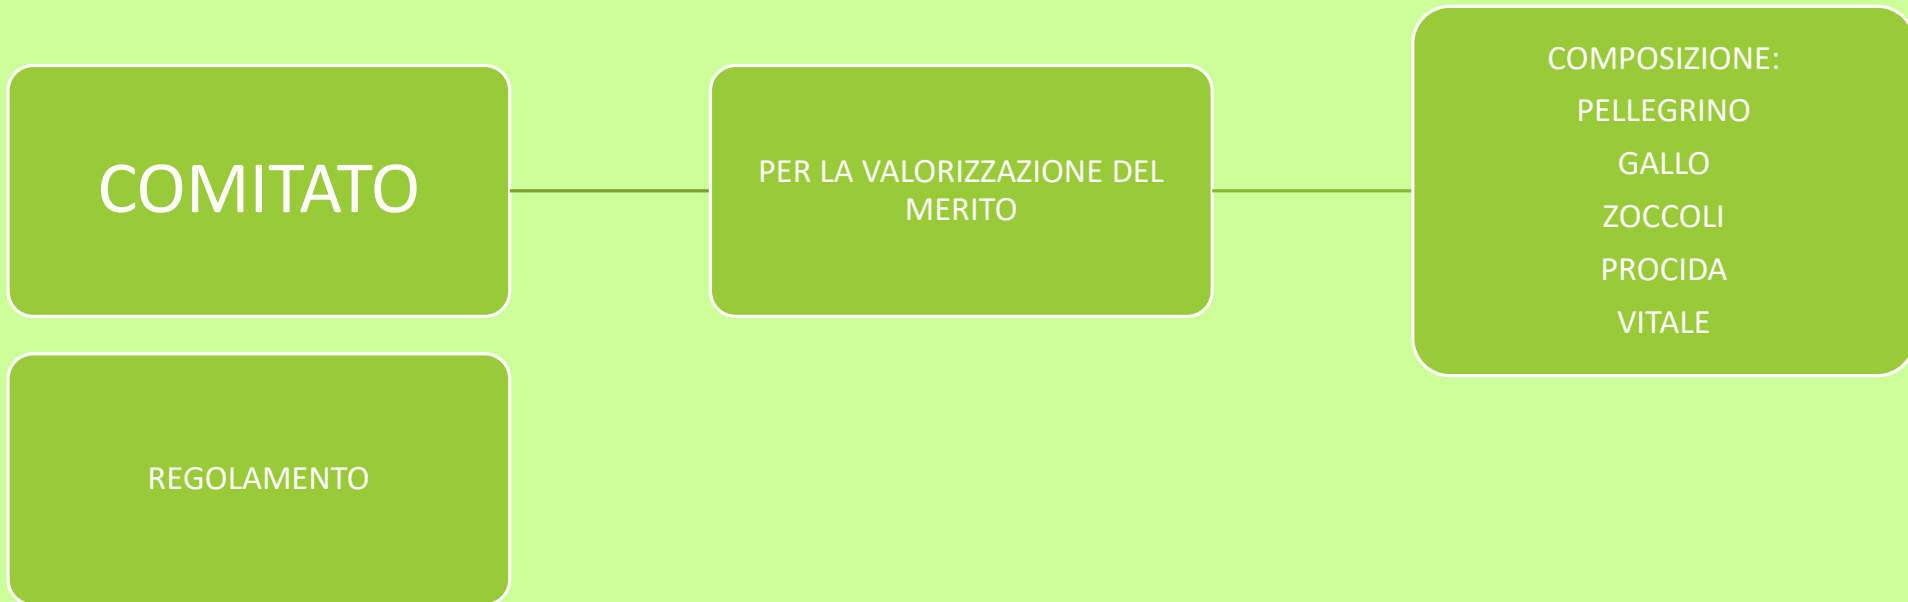 COMITATO
PER LA VALORIZZAZIONE DEL
MERITO
COMPOSIZIONE:
PELLEGRINO
GALLO
ZOCCOLI
PROCIDA
VITALE
REGOLAMENTO